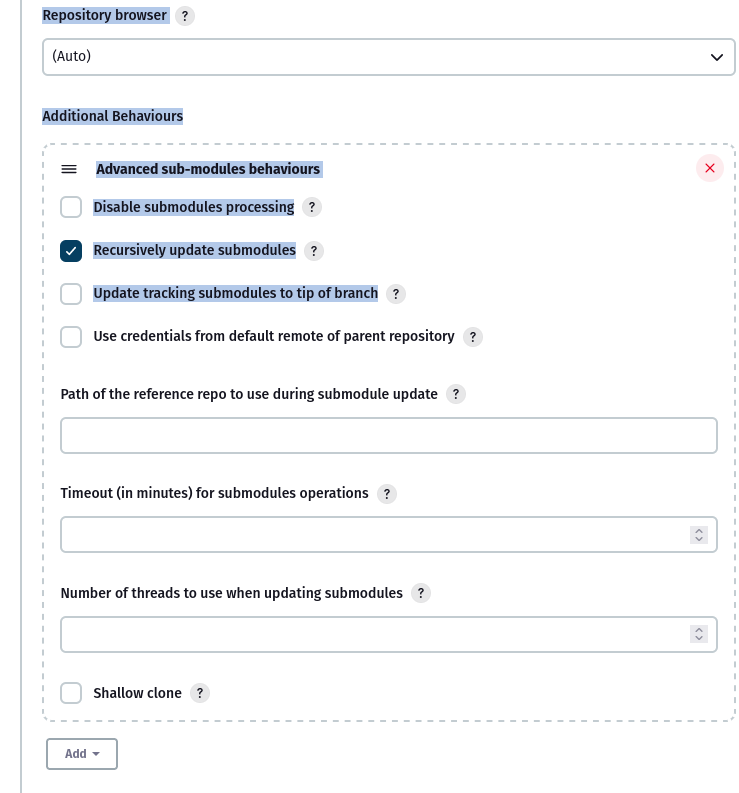 Repository browser ?
(Auto)
Additional Behaviours
Advanced sub-modules behaviours
Disable submodules processing ?
Recursively update submodules ?
Update tracking submodules to tip of branch ?
Use credentials from default remote of parent repository ?
Path of the reference repo to use during submodule update ?
Timeout (in minutes) for submodules operations ?
Number of threads to use when updating submodules ?
Shallow clone ?
Add